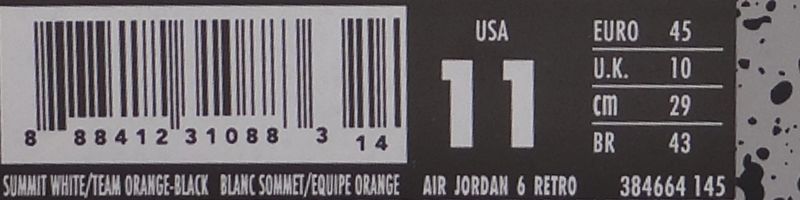 USA
11
EURO 45
U.K. 10
cm 29
BR 43
8 88412 31088 3 14
SUMMIT WHITE/TEAM ORANGE-BLACK BLANC SOMMET/EQUIPE ORANGE AIR JORDAN 6 RETRO 384664 145